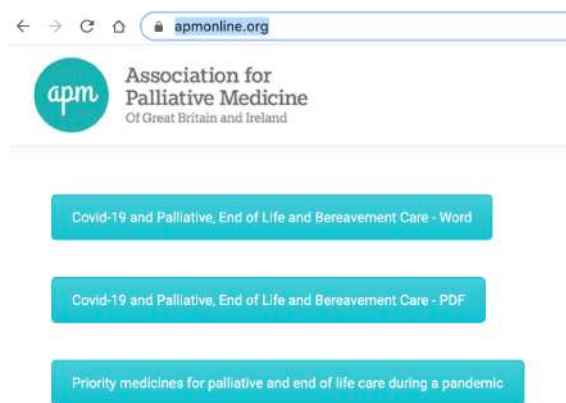 apmonline.org
apm
Association for
Palliative Medicine
Of Great Britain and Ireland
Covid-19 and Palliative, End of Life and Bereavement Care - Word
Covid-19 and Palliative, End of Life and Bereavement Care - PDF
Priority medicines for palliative and end of life care during a pandemic